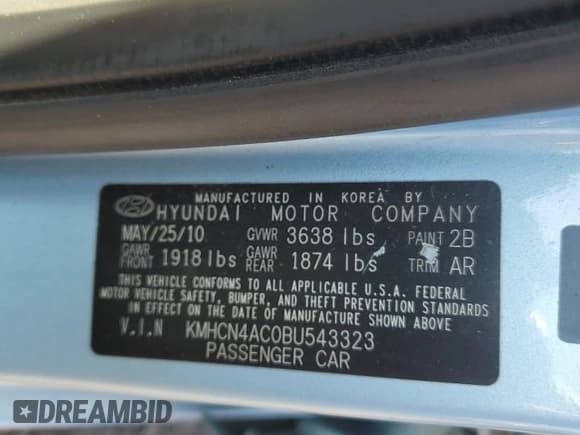 MANUFACTURED IN KOREA BY
HYUNDAI MOTOR COMPANY
MAY/25/10 GVWR 3638 lbs PAINT 2B
GAWR FRONT 1918 lbs GAWR REAR 1874 lbs TRIM AR
THIS VEHICLE CONFORMS TO ALL APPLICABLE U.S.A. FEDERAL
MOTOR VEHICLE SAFETY, BUMPER, AND THEFT PREVENTION STANDARDS
IN EFFECT ON THE DATE OF MANUFACTURE SHOWN ABOVE
V.I.N KMHCN4AC0BU543323
PASSENGER CAR
DREAMBID